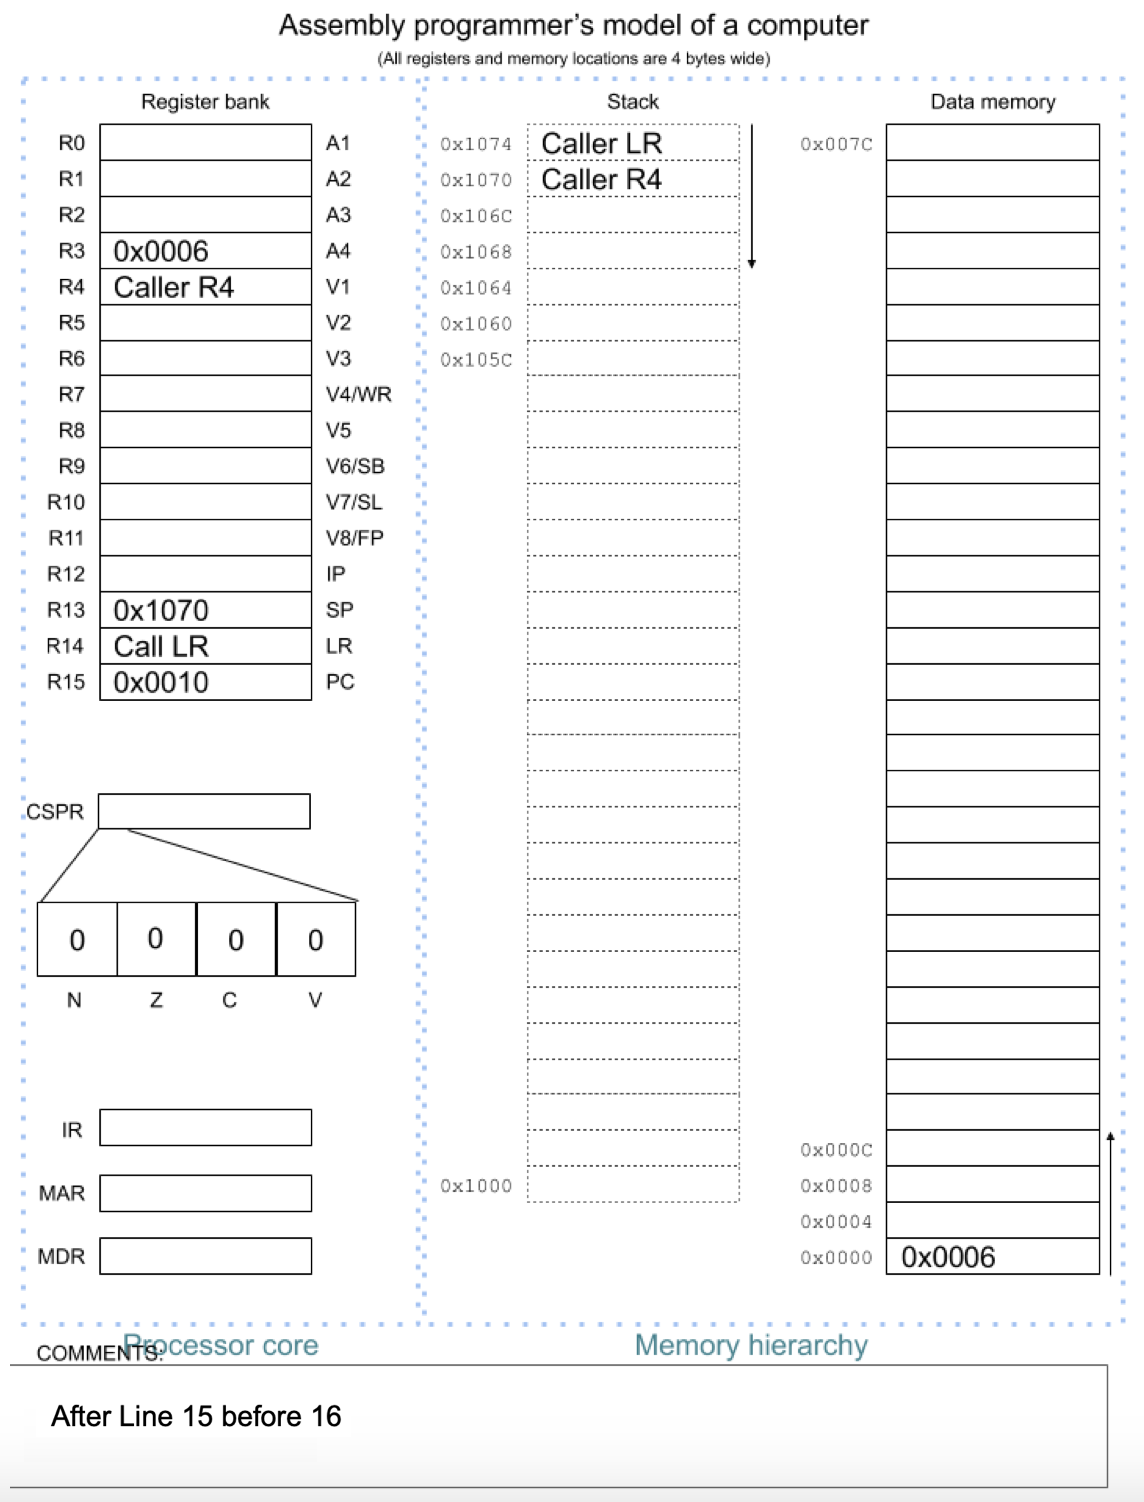 Assembly programmer's model of a computer
(All registers and memory locations are 4 bytes wide)
Register bank Stack Data memory
R0 A1 0x1074 Caller LR 0x007C
R1 A2 0x1070 Caller R4
R2 A3 0x106C
R3 0x0006 A4 0x1068
R4 Caller R4 V1 0x1064
R5 V2 0x1060
R6 V3 0x105C
R7 V4/WR
R8 V5
R9 V6/SB
R10 V7/SL
R11 V8/FP
R12 IP
R13 0x1070 SP
R14 Call LR LR
R15 0x0010 PC
CSPR
0 0 0 0
N Z C V
IR 0x000C
MAR 0x1000 0x0008
0x0004
MDR 0x0000 0x0006
Processor core Memory hierarchy
COMMENTS:
After Line 15 before 16